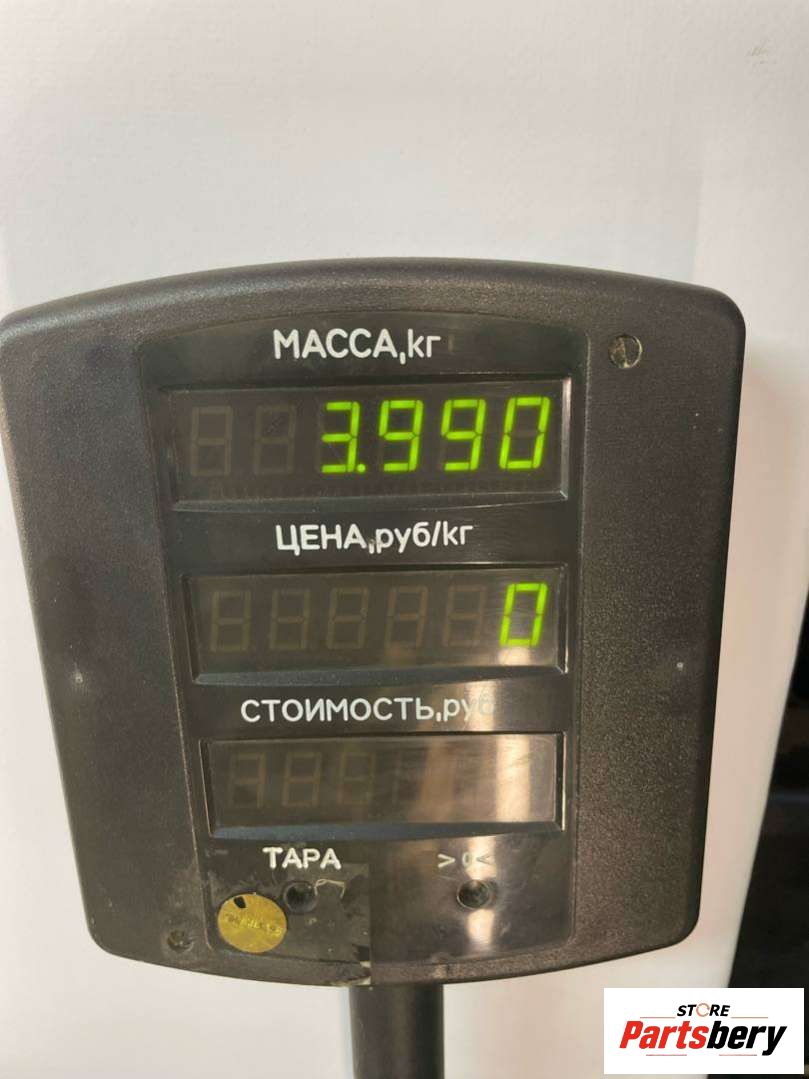 МАССА,кг
3.990
ЦЕНА,руб/кг
0
СТОИМОСТЬ,руб
ТАРА
>0<
STORE
Partsbery